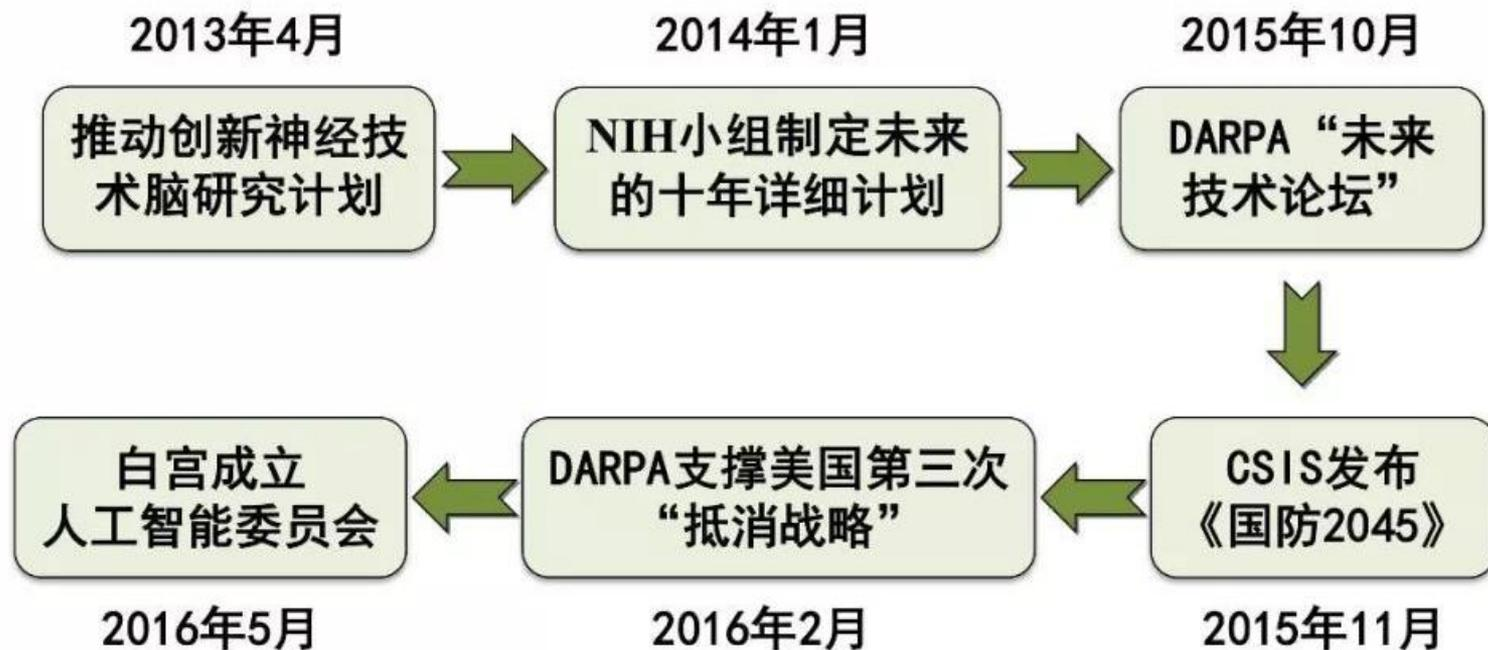 2013年4月
推动创新神经技
术脑研究计划
2014年1月
NIH小组制定未来
的十年详细计划
2015年10月
DARPA“未来
技术论坛”
CSIS发布
《国防2045》
2015年11月
DARPA支撑美国第三次
“抵消战略”
2016年2月
白宫成立
人工智能委员会
2016年5月